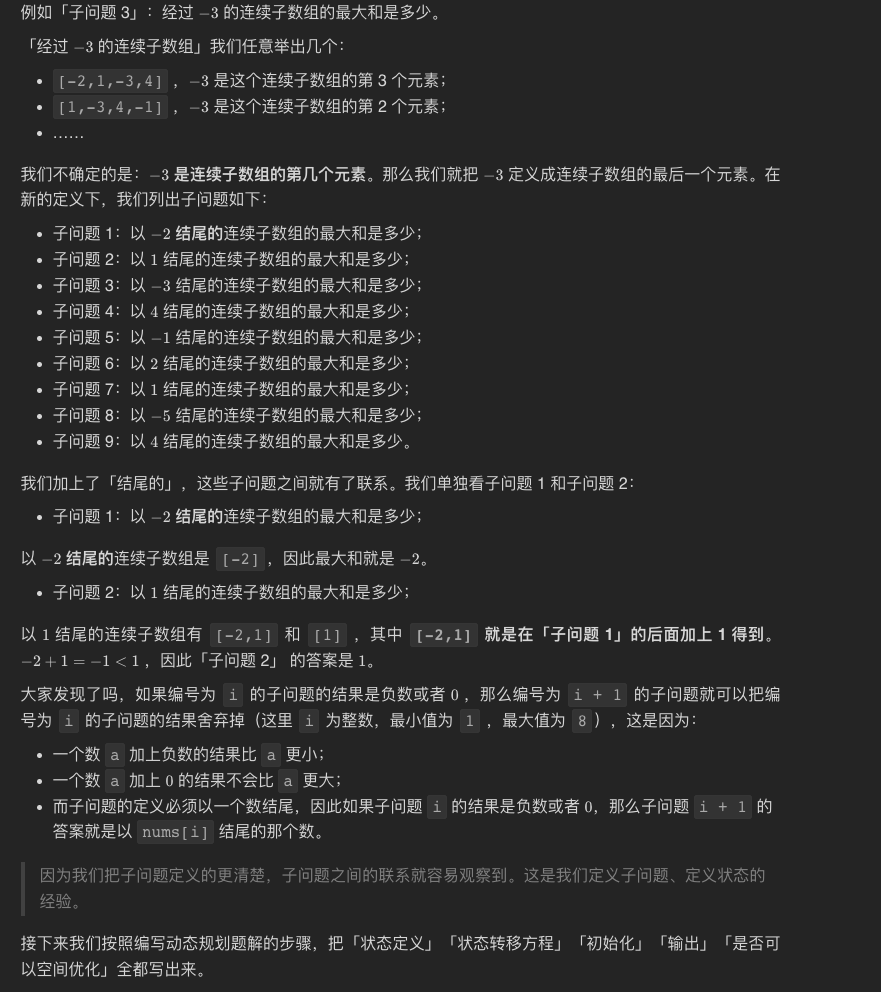 例如「子问题 3」：经过 −3 的连续子数组的最大和是多少。
「经过 −3 的连续子数组」我们任意举出几个：
• [-2,1,-3,4] ，−3 是这个连续子数组的第 3 个元素；
• [1,-3,4,-1] ，−3 是这个连续子数组的第 2 个元素；
• ……
我们不确定的是：−3 是连续子数组的第几个元素。那么我们就把 −3 定义成连续子数组的最后一个元素。在
新的定义下，我们列出子问题如下：
• 子问题 1：以 −2 结尾的连续子数组的最大和是多少；
• 子问题 2：以 1 结尾的连续子数组的最大和是多少；
• 子问题 3：以 −3 结尾的连续子数组的最大和是多少；
• 子问题 4：以 4 结尾的连续子数组的最大和是多少；
• 子问题 5：以 −1 结尾的连续子数组的最大和是多少；
• 子问题 6：以 2 结尾的连续子数组的最大和是多少；
• 子问题 7：以 1 结尾的连续子数组的最大和是多少；
• 子问题 8：以 −5 结尾的连续子数组的最大和是多少；
• 子问题 9：以 4 结尾的连续子数组的最大和是多少。
我们加上了「结尾的」，这些子问题之间就有了联系。我们单独看子问题 1 和子问题 2：
• 子问题 1：以 −2 结尾的连续子数组的最大和是多少；
以 −2 结尾的连续子数组是 [-2]，因此最大和就是 −2。
• 子问题 2：以 1 结尾的连续子数组的最大和是多少；
以 1 结尾的连续子数组有 [-2,1] 和 [1] ，其中 [-2,1] 就是在「子问题 1」的后面加上 1 得到。
−2 + 1 = −1 < 1 ，因此「子问题 2」 的答案是 1。
大家发现了吗，如果编号为 i 的子问题的结果是负数或者 0 ，那么编号为 i + 1 的子问题就可以把编
号为 i 的子问题的结果舍弃掉（这里 i 为整数，最小值为 1 ，最大值为 8 ），这是因为：
• 一个数 a 加上负数的结果比 a 更小；
• 一个数 a 加上 0 的结果不会比 a 更大；
• 而子问题的定义必须以一个数结尾，因此如果子问题 i 的结果是负数或者 0，那么子问题 i + 1 的
答案就是以 nums[i] 结尾的那个数。
因为我们把子问题定义的更清楚，子问题之间的联系就容易观察到。这是我们定义子问题、定义状态的
经验。
接下来我们按照编写动态规划题解的步骤，把「状态定义」「状态转移方程」「初始化」「输出」「是否可
以空间优化」全都写出来。